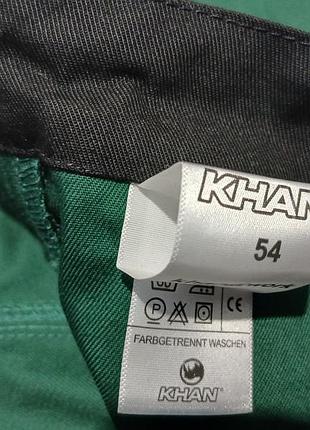 KHAN
54
P
CE
FARBGETRENNT WASCHEN
KHAN®